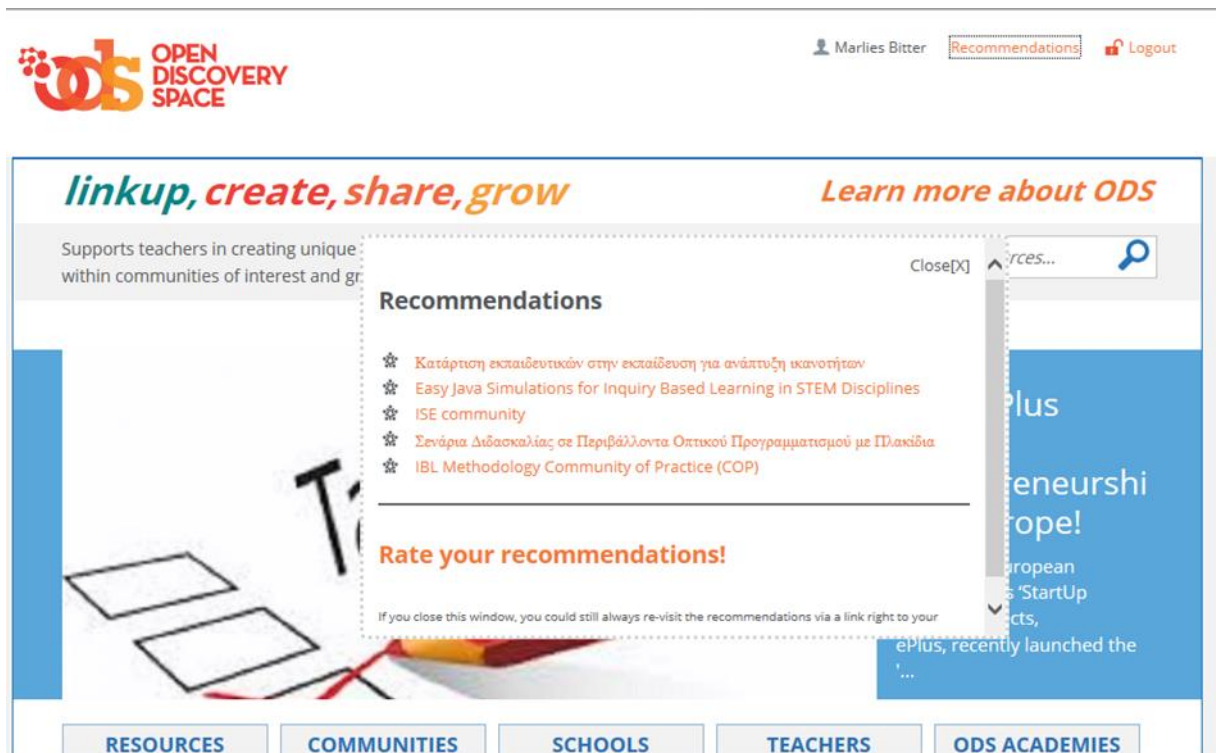 ods OPEN
DISCOVERY
SPACE
Marlies Bitter Recommendations Logout
linkup, create, share, grow
Learn more about ODS
Supports teachers in creating unique
within communities of interest and gr
rces...
Close[X]
Recommendations
Κατάρτιση εκπαιδευτικών στην εκπαίδευση για ανάπτυξη ικανοτήτων
Easy Java Simulations for Inquiry Based Learning in STEM Disciplines
ISE community
Σενάρια Διδασκαλίας σε Περιβάλλοντα Οπτικού Προγραμματισμού με Πλακίδια
IBL Methodology Community of Practice (COP)
Rate your recommendations!
If you close this window, you could still always re-visit the recommendations via a link right to your
Plus
reneurshi
rope!
uropean
s 'StartUp
cts,
ePlus, recently launched the
'...
RESOURCES COMMUNITIES SCHOOLS TEACHERS ODS ACADEMIES